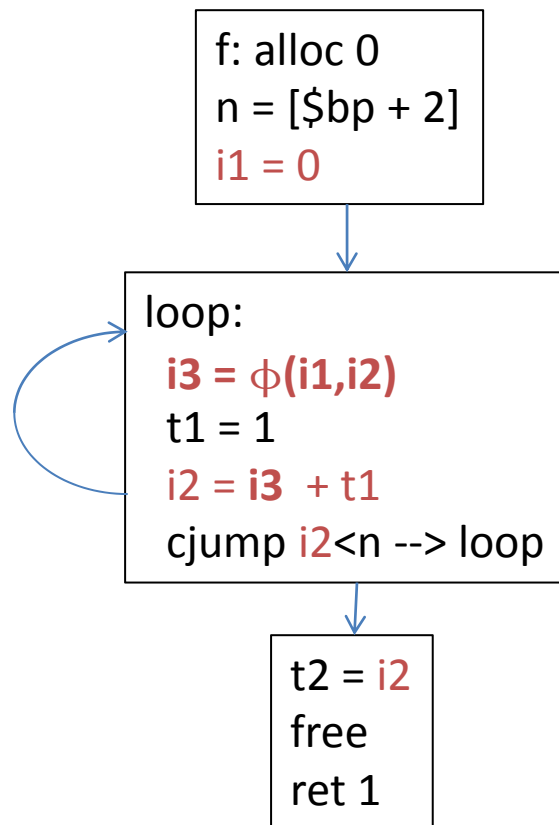 f: alloc 0
n = [$bp + 2]
i1 = 0
loop:
i3 = ϕ(i1,i2)
t1 = 1
i2 = i3 + t1
cjump i2<n --> loop
t2 = i2
free
ret 1